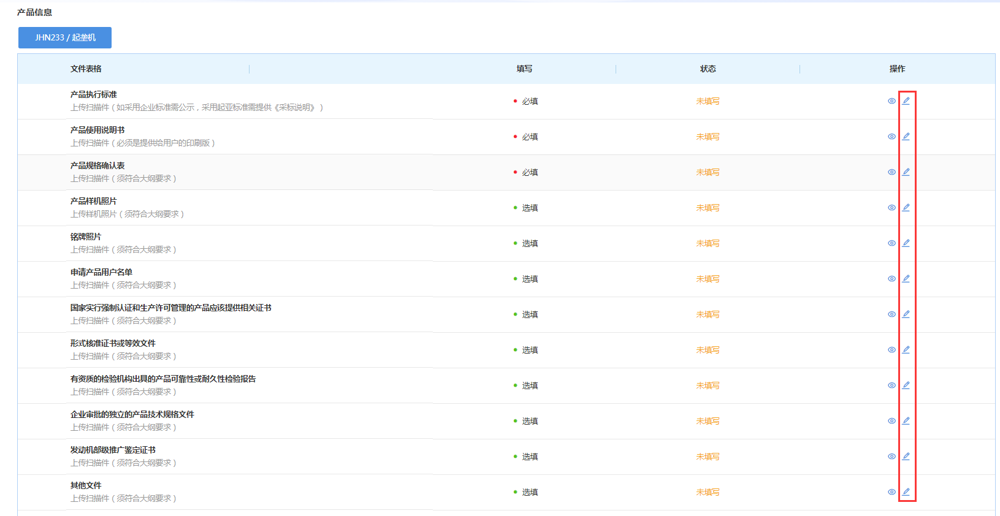 产品信息
JHN233 / 起垄机
文件表格 填写 状态 操作
产品执行标准
上传扫描件（如采用企业标准需公示，采用起亚标准需提供《采标说明》）
必填 未填写
产品使用说明书
上传扫描件（必须是提供给用户的印刷版）
必填 未填写
产品规格确认表
上传扫描件（须符合大纲要求）
必填 未填写
产品样机照片
上传样机照片（须符合大纲要求）
选填 未填写
铭牌照片
上传扫描件（须符合大纲要求）
选填 未填写
申请产品用户名单
上传扫描件（须符合大纲要求）
选填 未填写
国家实行强制认证和生产许可管理的产品应该提供相关证书
上传扫描件（须符合大纲要求）
选填 未填写
形式核准证书或等效文件
上传扫描件（须符合大纲要求）
选填 未填写
有资质的检验机构出具的产品可靠性或耐久性检验报告
上传扫描件（须符合大纲要求）
选填 未填写
企业审批的独立的产品技术规格文件
上传扫描件（须符合大纲要求）
选填 未填写
发动机部级推广鉴定证书
上传扫描件（须符合大纲要求）
选填 未填写
其他文件
上传扫描件（须符合大纲要求）
选填 未填写